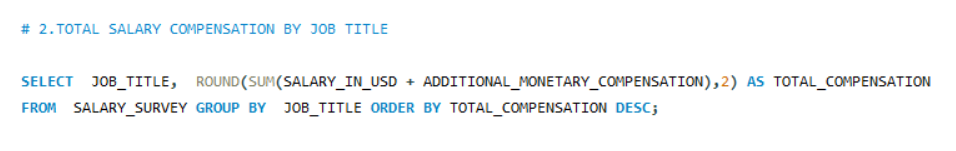 # 2.TOTAL SALARY COMPENSATION BY JOB TITLE
SELECT JOB_TITLE, ROUND(SUM(SALARY_IN_USD + ADDITIONAL_MONETARY_COMPENSATION),2) AS TOTAL_COMPENSATION
FROM SALARY_SURVEY GROUP BY JOB_TITLE ORDER BY TOTAL_COMPENSATION DESC;